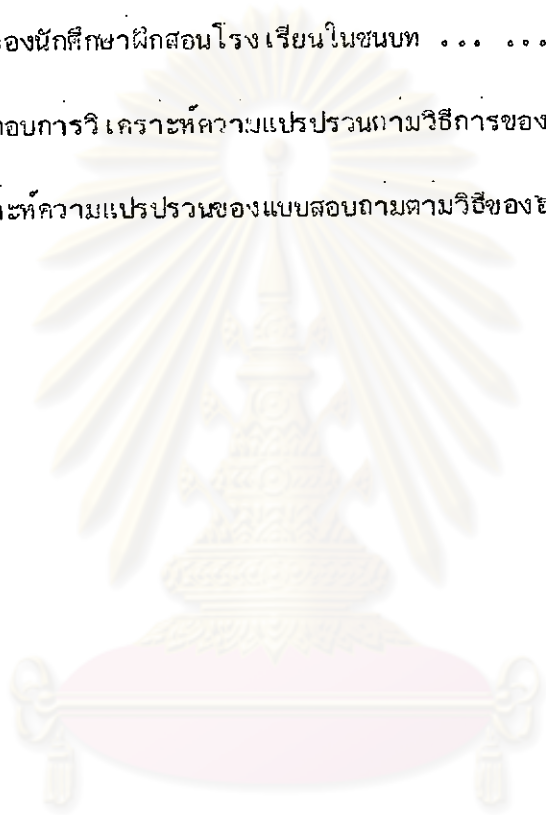 องนักศึกษาฝึกสอนโรงเรียนในชนบท ... ...
อบการวิเคราะห์ความแปรปรวนตามวิธีการของ
ะห์ความแปรปรวนของแบบสอบถามตามวิธีของ